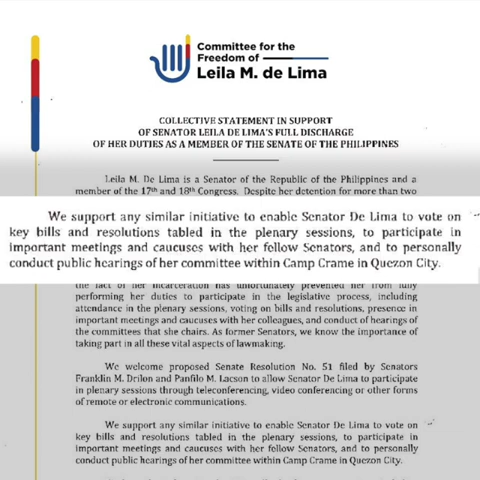 Committee for the
Freedom of
Leila M. de Lima
COLLECTIVE STATEMENT IN SUPPORT
OF SENATOR LEILA DE LIMA'S FULL DISCHARGE
OF HER DUTIES AS A MEMBER OF THE SENATE OF THE PHILIPPINES
Leila M. De Lima is a Senator of the Republic of the Philippines and a
member of the 17th and 18th Congress. Despite her detention for more than two
We support any similar initiative to enable Senator De Lima to vote on
key bills and resolutions tabled in the plenary sessions, to participate in
important meetings and caucuses with her fellow Senators, and to personally
conduct public hearings of her committee within Camp Crame in Quezon City.
the fact of her incarceration has unfortunately prevented her from fully
performing her duties to participate in the legislative process, including
attendance in the plenary sessions, voting on bills and resolutions, presence in
important meetings and caucuses with her colleagues, and conduct of hearings of
the committees that she chairs. As former Senators, we know the importance of
taking part in all these vital aspects of lawmaking.
We welcome proposed Senate Resolution No. 51 filed by Senators
Franklin M. Drilon and Panfilo M. Lacson to allow Senator De Lima to participate
in plenary sessions through teleconferencing, video conferencing or other forms
of remote or electronic communications.
We support any similar initiative to enable Senator De Lima to vote on
key bills and resolutions tabled in the plenary sessions, to participate in
important meetings and caucuses with her fellow Senators, and to personally
conduct public hearings of her committee within Camp Crame in Quezon City.